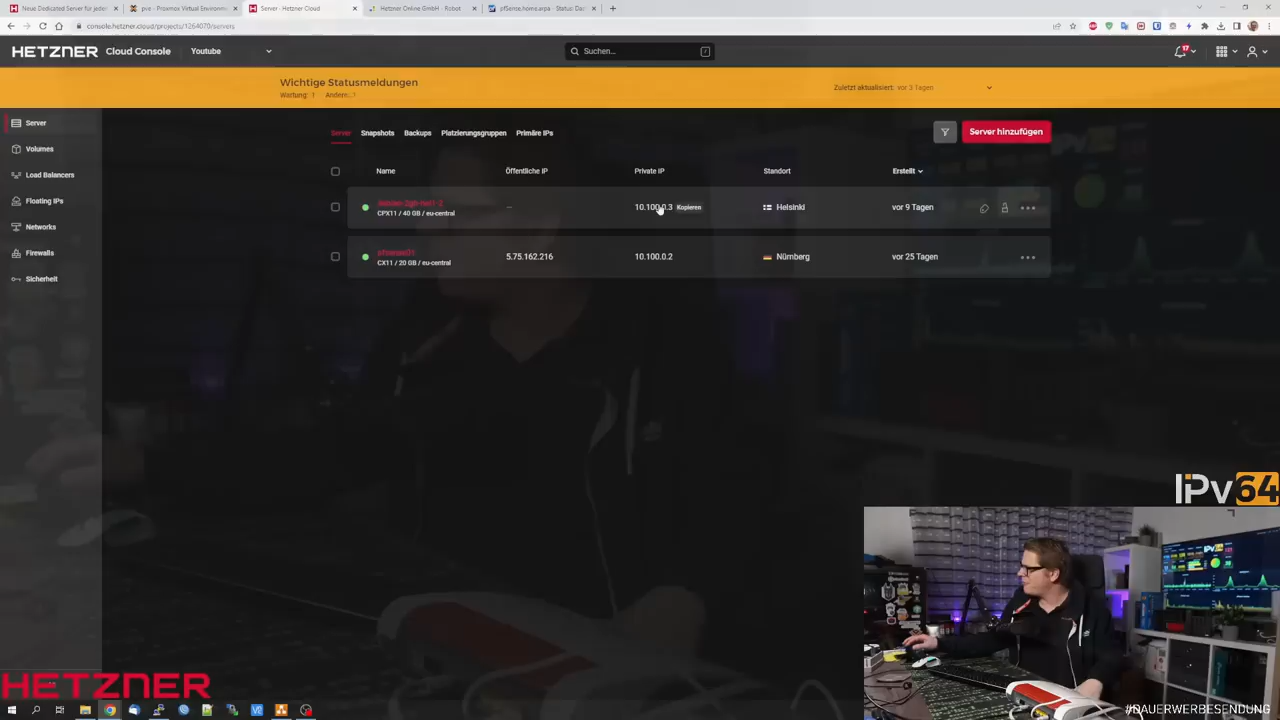 Neue Dedicated Server für jeden
pve - Proxmox Virtual Environme
Server · Hetzner Cloud
Hetzner Online GmbH - Robot
pfSense.home.arpa - Status: Das
console.hetzner.cloud/projects/1264070/servers
HETZNER Cloud Console Youtube
Suchen... /
17
Wichtige Statusmeldungen
Wartung: 1
Zuletzt aktualisiert: vor 3 Tagen
Server
Volumes
Load Balancers
Floating IPs
Networks
Firewalls
Sicherheit
Server Snapshots Backups Platzierungsgruppen Primäre IPs
Server hinzufügen
Name Öffentliche IP Private IP Standort Erstellt
– 10.100.0.3 Kopieren Helsinki vor 9 Tagen
CPX11 / 40 GB / eu-central
5.75.162.216 10.100.0.2 Nürnberg vor 25 Tagen
CX11 / 20 GB / eu-central
IPv64
IPv64
HETZNER
#DAUERWERBESENDUNG